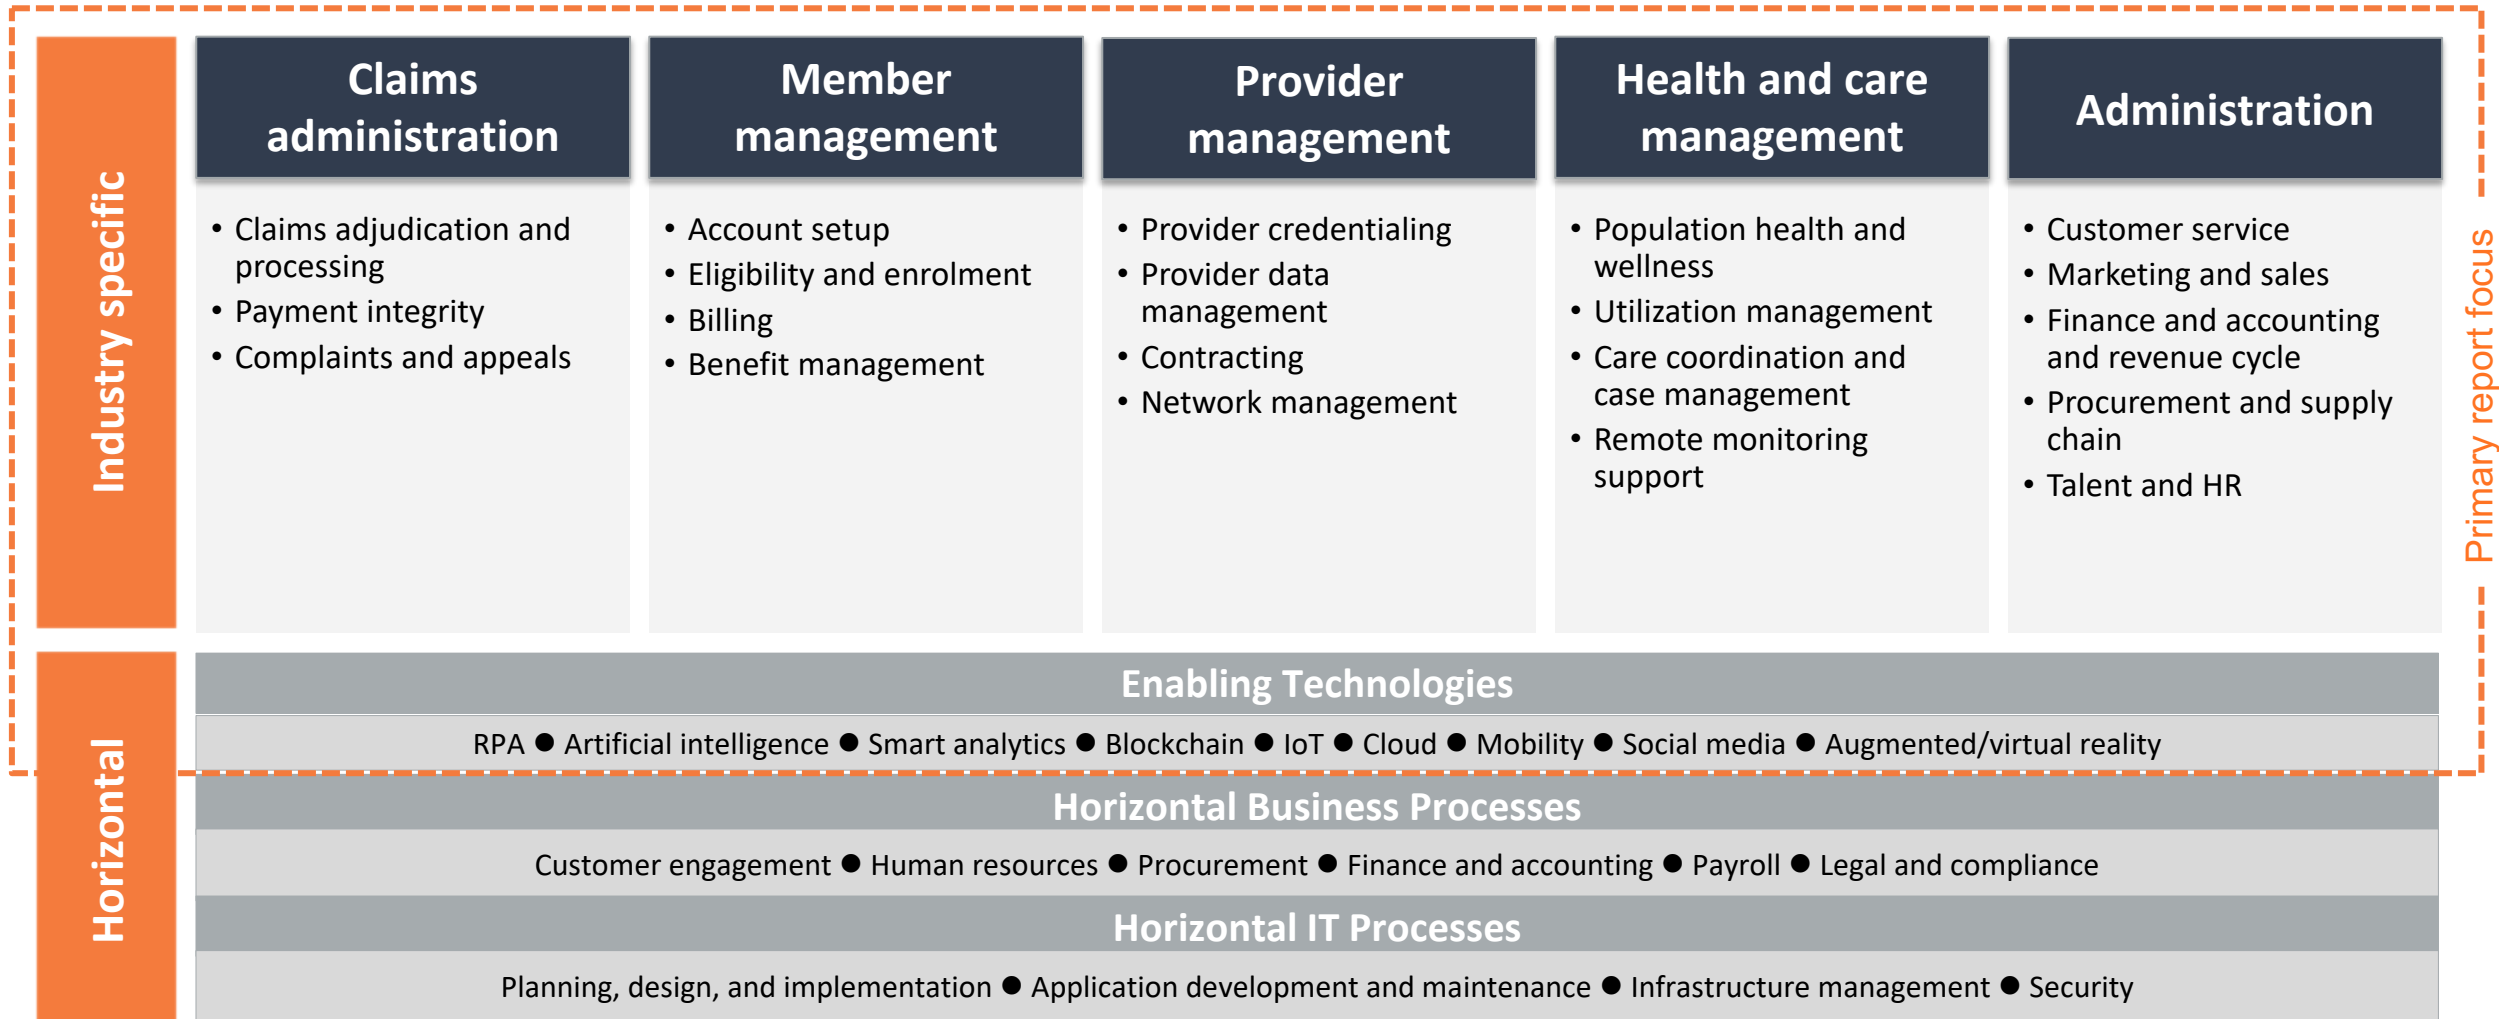 Industry specific
Claims
administration
• Claims adjudication and
processing
• Payment integrity
• Complaints and appeals
Member
management
• Account setup
• Eligibility and enrolment
• Billing
• Benefit management
Provider
management
• Provider credentialing
• Provider data
management
• Contracting
• Network management
Health and care
management
• Population health and
wellness
• Utilization management
• Care coordination and
case management
• Remote monitoring
support
Administration
• Customer service
• Marketing and sales
• Finance and accounting
and revenue cycle
• Procurement and supply
chain
• Talent and HR
Primary report focus
Horizontal
Enabling Technologies
RPA ● Artificial intelligence ● Smart analytics ● Blockchain ● IoT ● Cloud ● Mobility ● Social media ● Augmented/virtual reality
Horizontal Business Processes
Customer engagement ● Human resources ● Procurement ● Finance and accounting ● Payroll ● Legal and compliance
Horizontal IT Processes
Planning, design, and implementation ● Application development and maintenance ● Infrastructure management ● Security